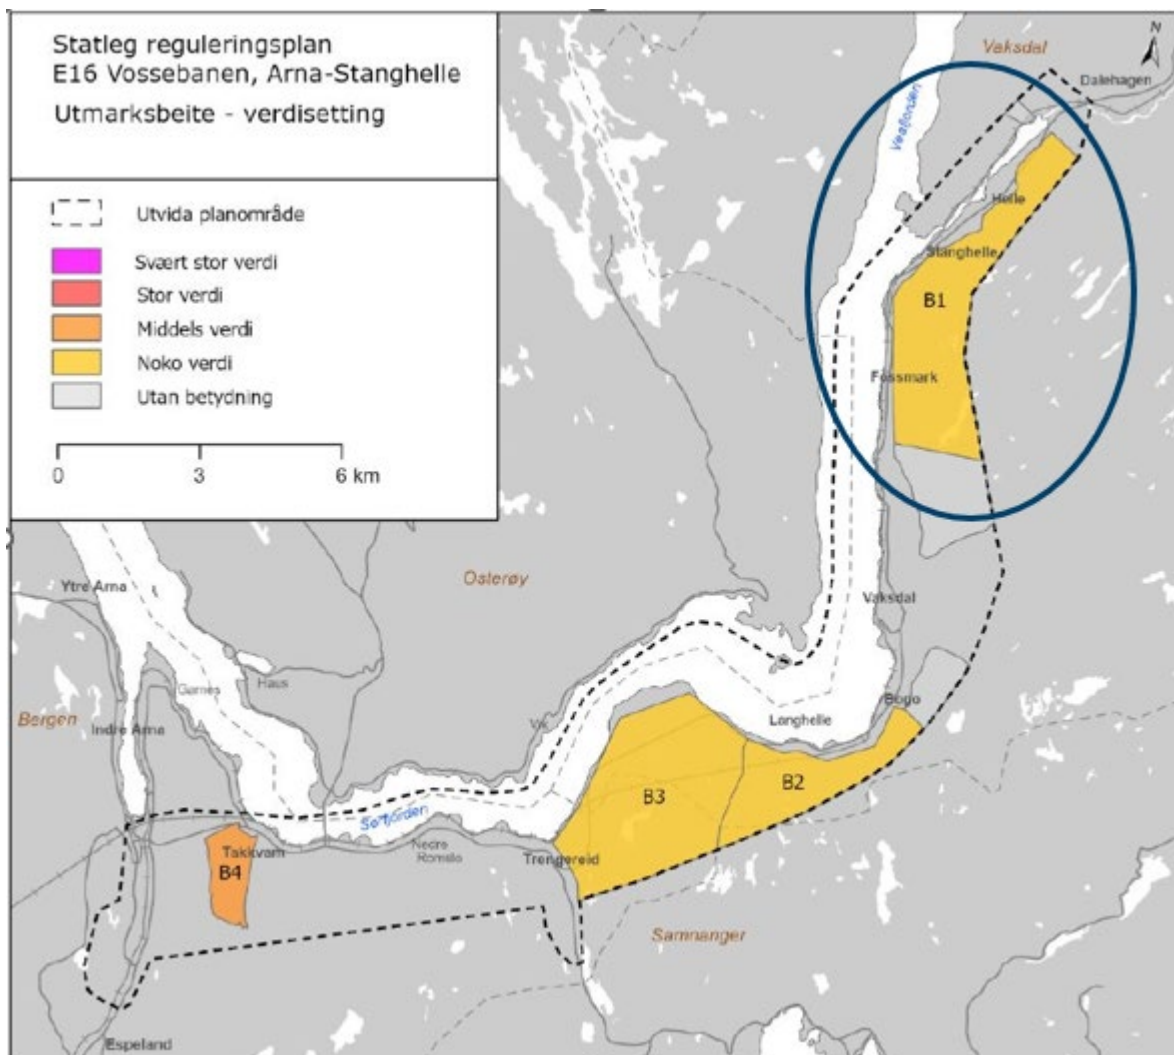 Statleg reguleringsplan
E16 Vossebanen, Arna-Stanghelle
Utmarksbeite - verdisetting
Utvida planområde
Svært stor verdi
Stor verdi
Middels verdi
Noko verdi
Utan betydning
0 3 6 km
N
Vaksdal
Dalehagen
Veafjorden
Helle
Stanghelle
B1
Fossmark
Osterøy
Ytre Arna
Vaksdal
Garnes
Haus
Bergen
Indre Arna
Vik
Langhelle
Bogo
B3
B2
Sørfjorden
Takkvam
Nedre
Romslo
Trengereid
B4
Samnanger
Espeland